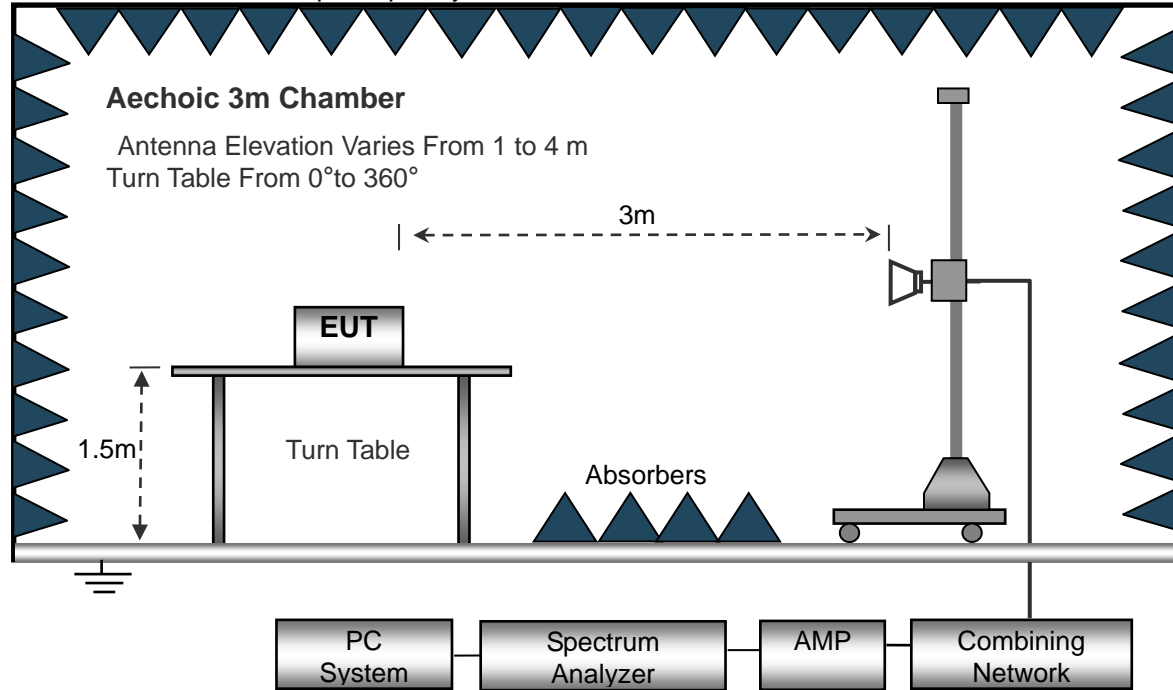 Aechoic 3m Chamber
Antenna Elevation Varies From 1 to 4 m
Turn Table From 0°to 360°
3m
EUT
1.5m
Turn Table
Absorbers
PC
System
Spectrum
Analyzer
AMP
Combining
Network